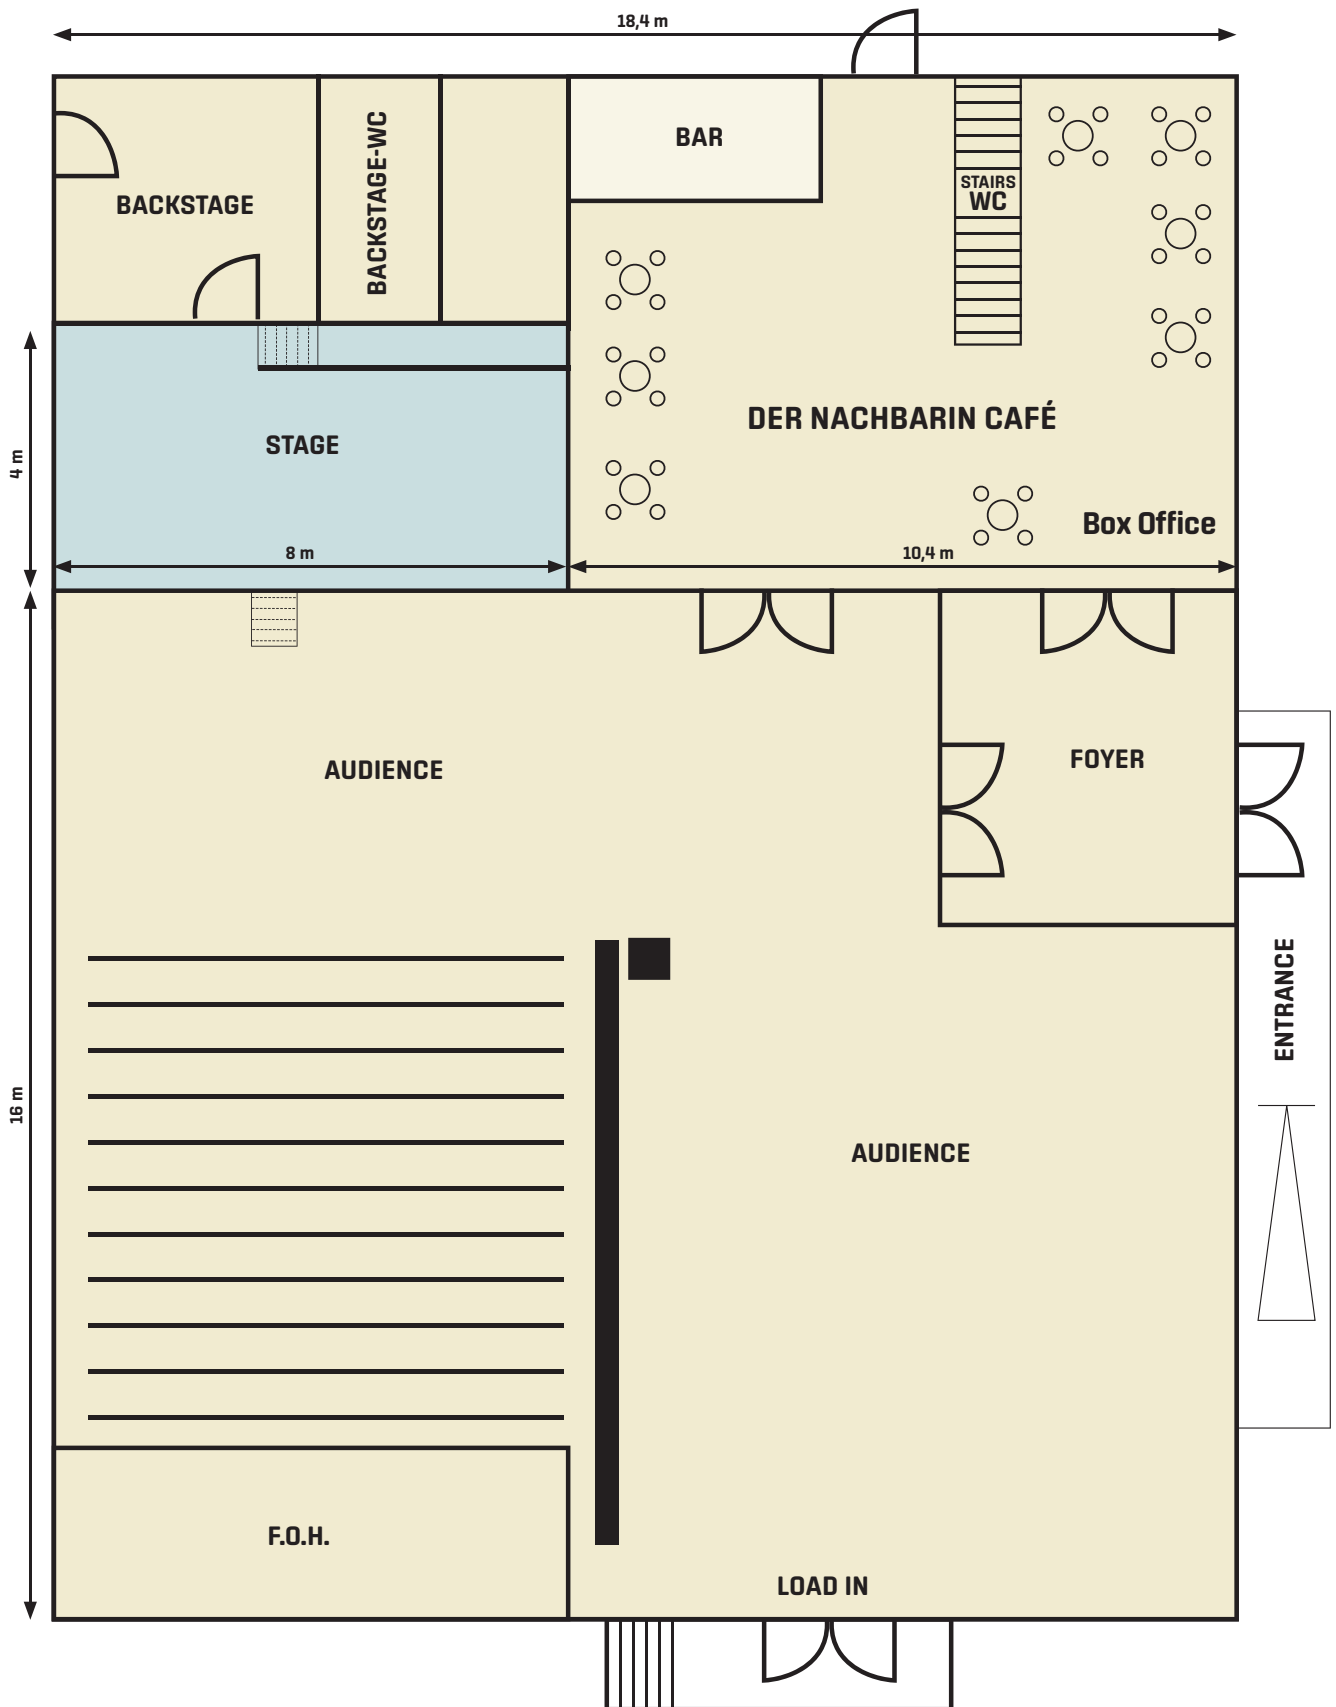 18,4 m
BACKSTAGE
BACKSTAGE-WC
BAR
STAIRS
WC
DER NACHBARIN CAFÉ
STAGE
4 m
Box Office
8 m
10,4 m
AUDIENCE
FOYER
ENTRANCE
16 m
AUDIENCE
F.O.H.
LOAD IN